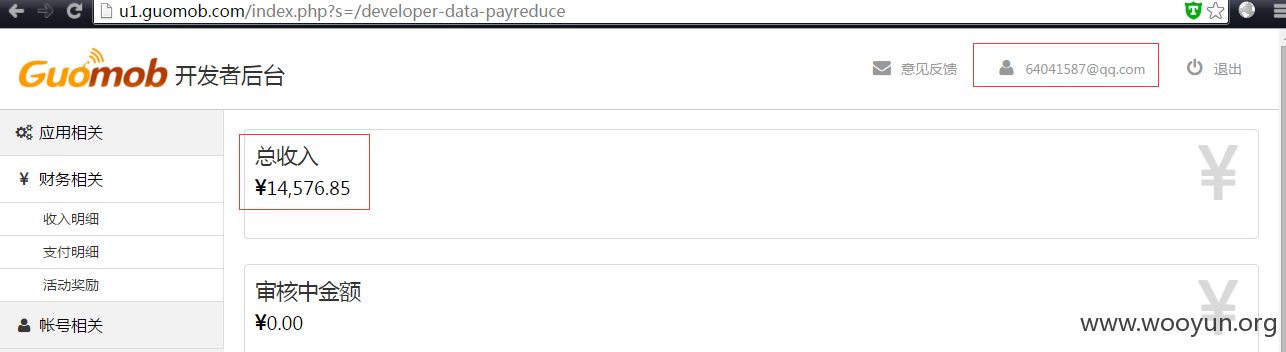 u1.guomob.com/index.php?s=/developer-data-payreduce
Guomob 开发者后台
意见反馈
64041587@qq.com
退出
应用相关
¥ 财务相关
收入明细
支付明细
活动奖励
帐号相关
总收入
¥14,576.85
¥
审核中金额
¥0.00
¥
www.wooyun.org